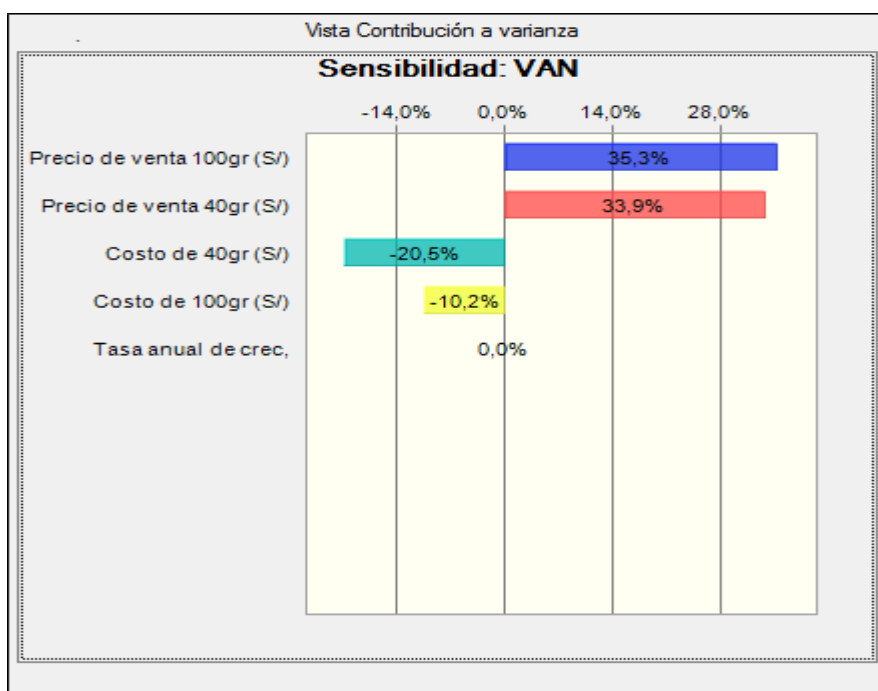 Vista Contribución a varianza
Sensibilidad: VAN
-14,0% 0,0% 14,0% 28,0%
Precio de venta 100gr (S/) 35,3%
Precio de venta 40gr (S/) 33,9%
Costo de 40gr (S/) -20,5%
Costo de 100gr (S/) -10,2%
Tasa anual de crec, 0,0%